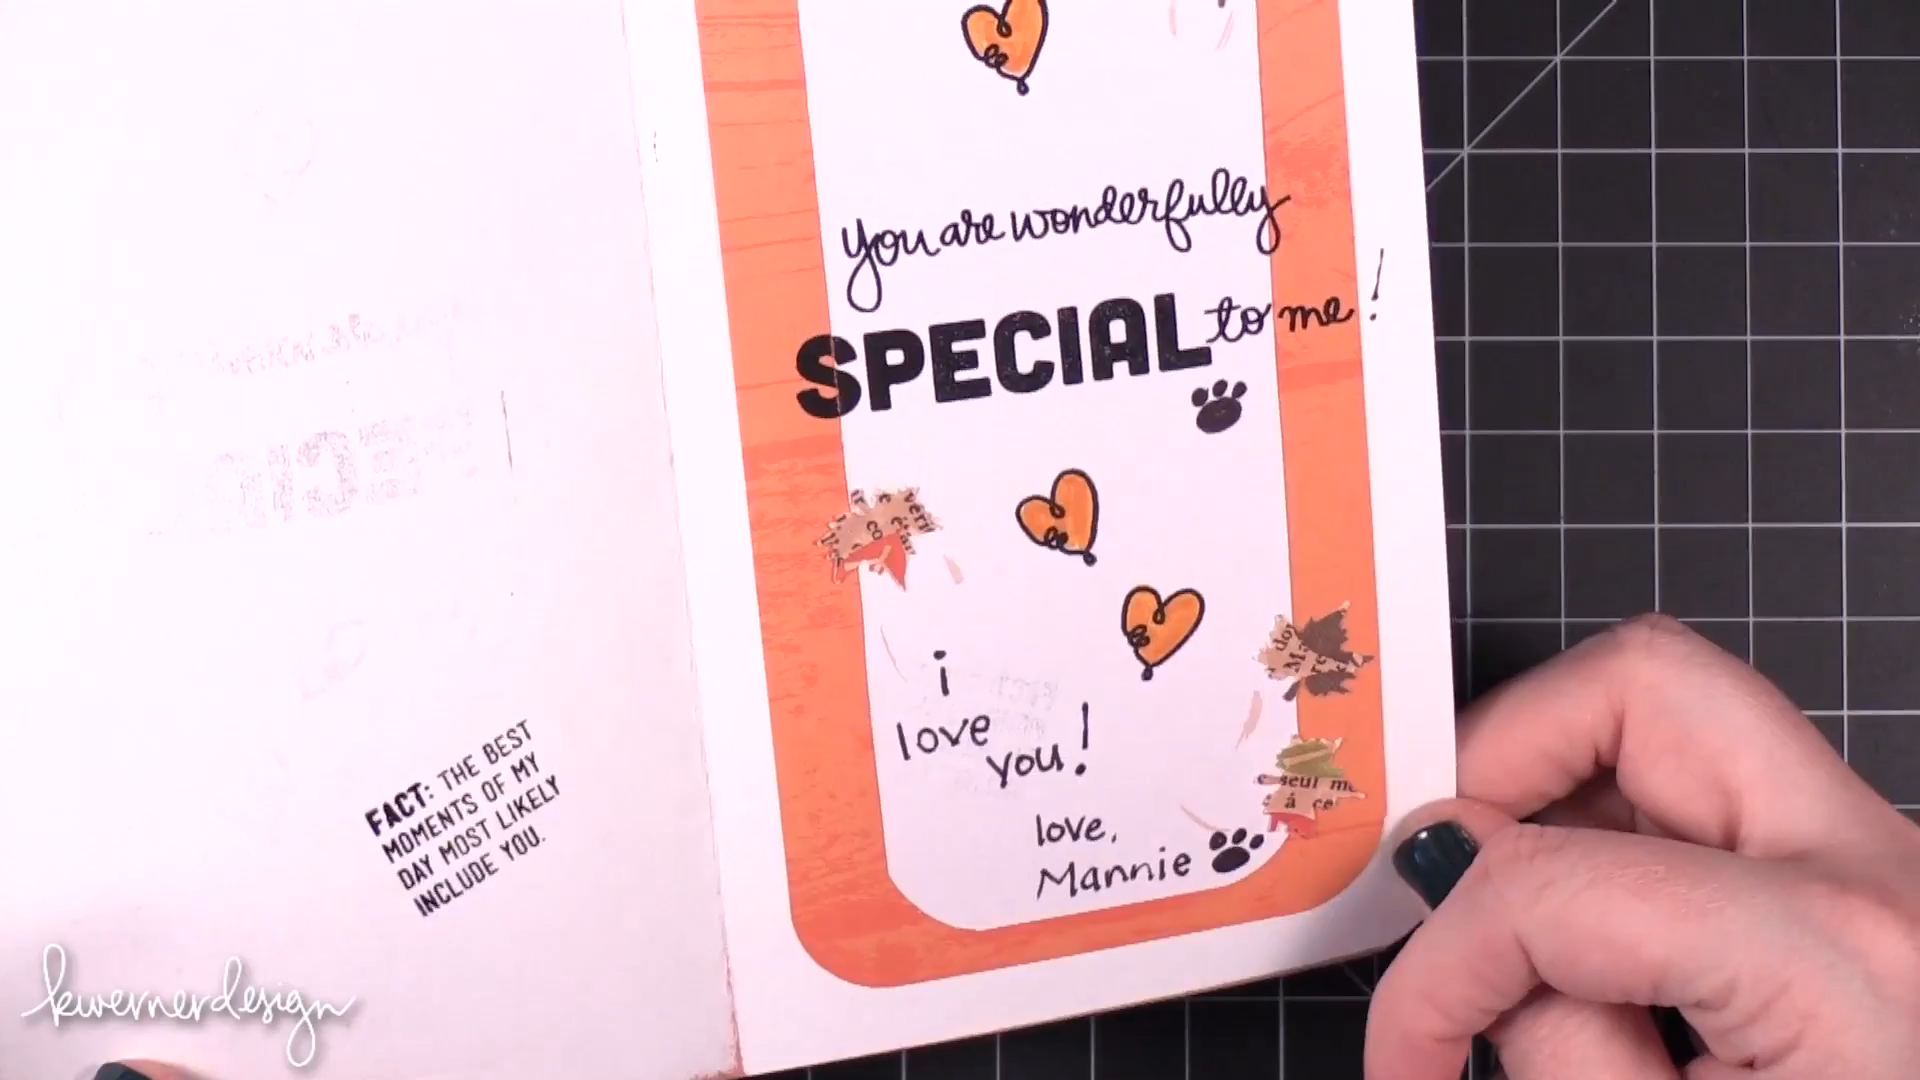 you are wonderfully
SPECIAL to me!
i
love
you!
love,
Mannie
FACT: THE BEST
MOMENTS OF MY
DAY MOST LIKELY
INCLUDE YOU.
kwernerdesign